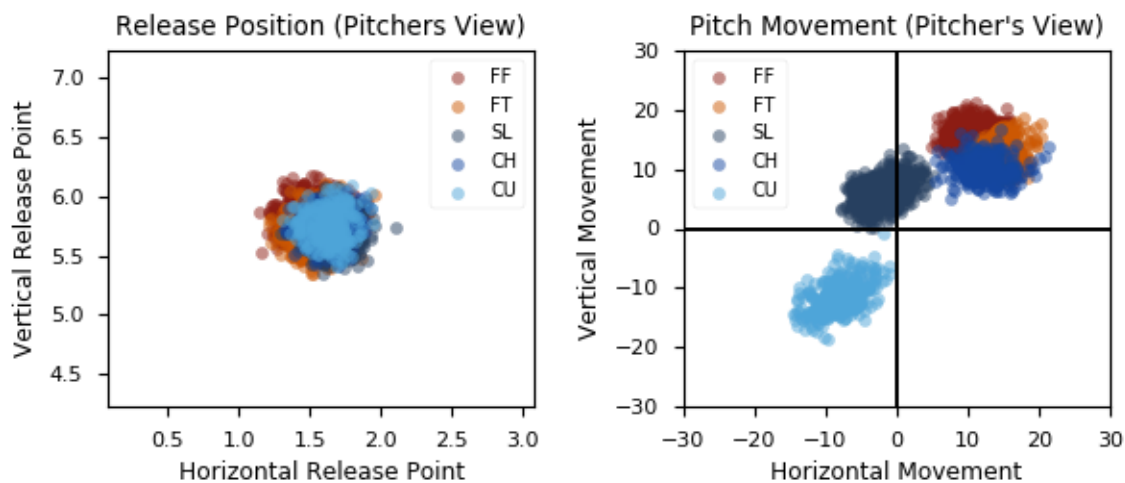 Release Position (Pitchers View)
7.0
6.5
6.0
5.5
5.0
4.5
Vertical Release Point
FF
FT
SL
CH
CU
0.5 1.0 1.5 2.0 2.5 3.0
Horizontal Release Point
Pitch Movement (Pitcher's View)
30
20
10
0
−10
−20
−30
Vertical Movement
FF
FT
SL
CH
CU
−30 −20 −10 0 10 20 30
Horizontal Movement